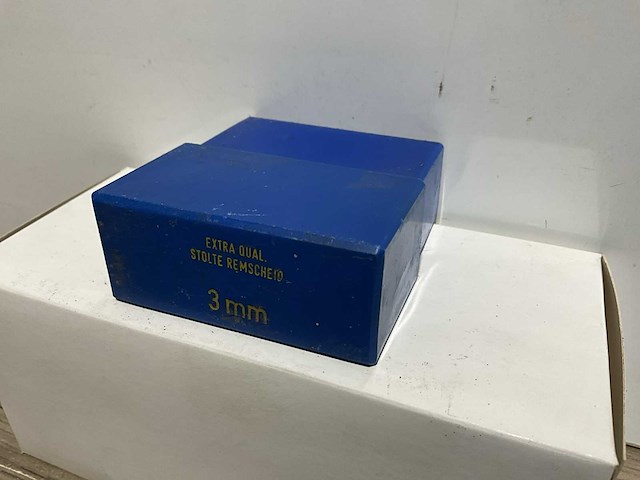 EXTRA QUAL.
STOLTE REMSCHEID
3 mm